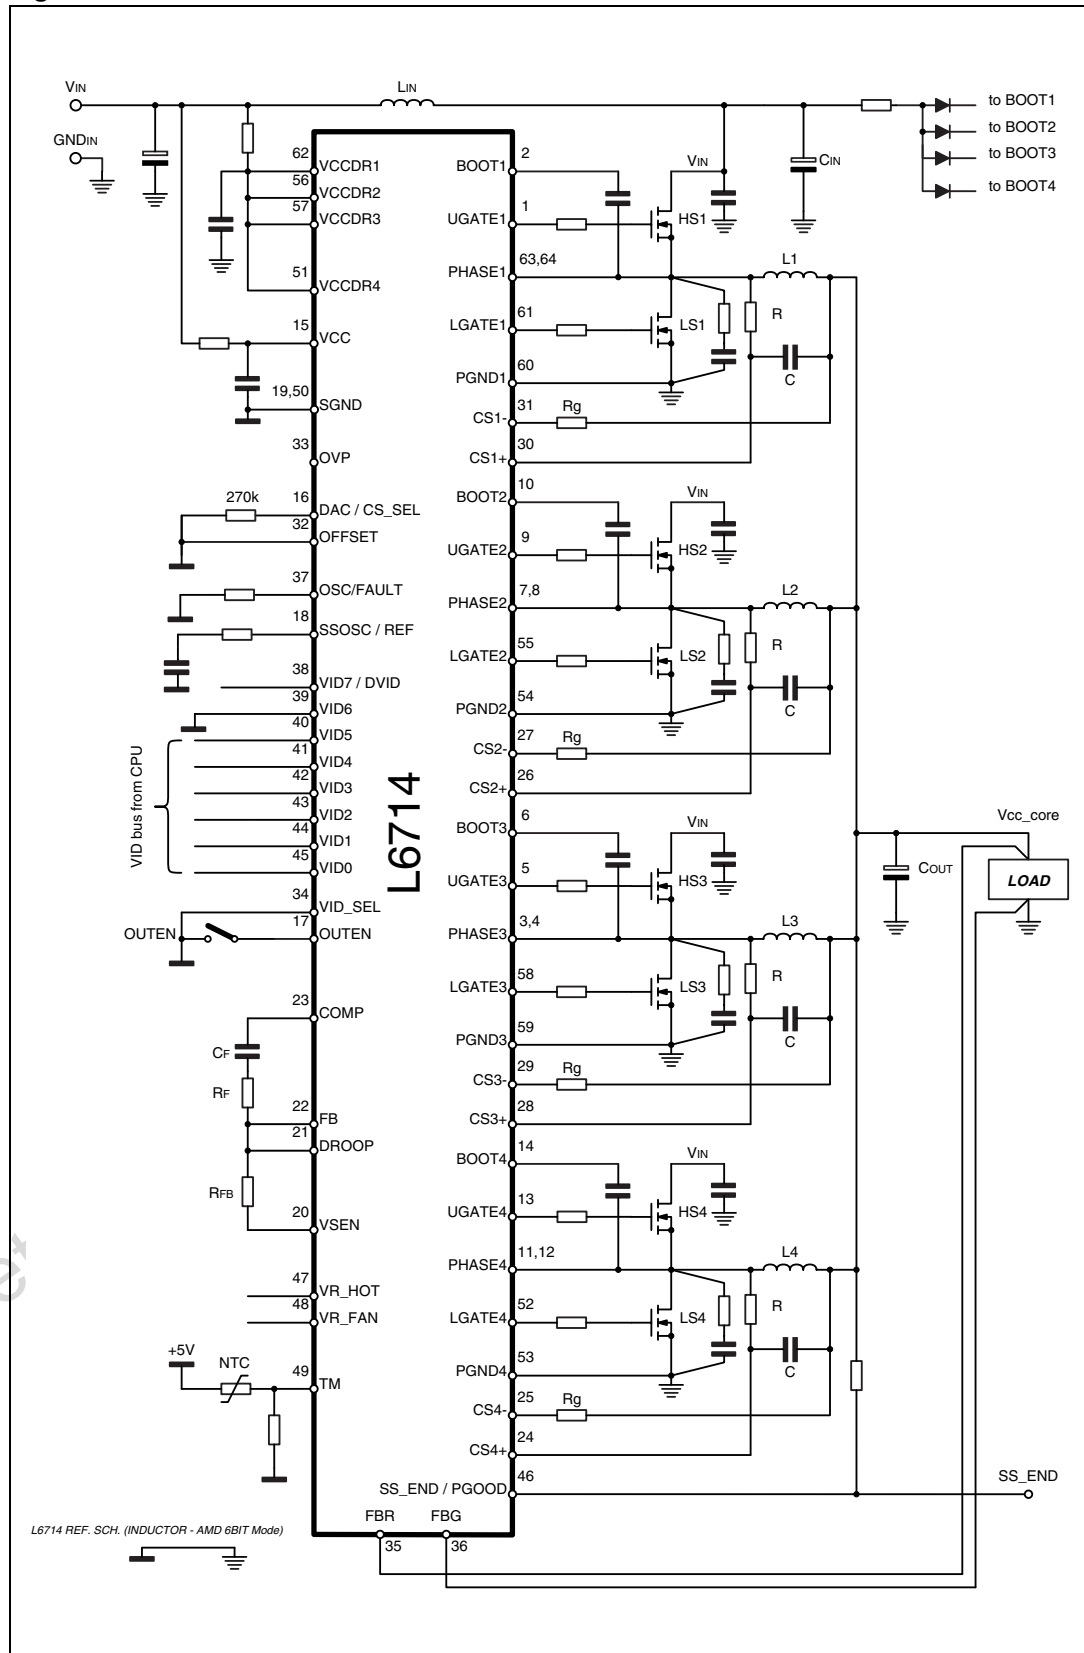 VIN
LIN
to BOOT1
to BOOT2
to BOOT3
to BOOT4
GNDIN
CIN
62
VCCDR1
56
VCCDR2
57
VCCDR3
51
VCCDR4
15
VCC
19,50
SGND
33
OVP
270k
16
DAC / CS_SEL
32
OFFSET
37
OSC/FAULT
18
SSOSC / REF
38
VID7 / DVID
39
VID6
40
VID5
41
VID4
42
VID3
43
VID2
44
VID1
45
VID0
VID bus from CPU
34
VID_SEL
17
OUTEN
OUTEN
23
COMP
CF
RF
22
FB
21
DROOP
RFB
20
VSEN
47
VR_HOT
48
VR_FAN
+5V
NTC
49
TM
L6714
BOOT1
2
VIN
UGATE1
1
HS1
PHASE1
63,64
L1
LGATE1
61
LS1
R
C
PGND1
60
CS1-
31
Rg
CS1+
30
BOOT2
10
VIN
UGATE2
9
HS2
PHASE2
7,8
L2
LGATE2
55
LS2
R
C
PGND2
54
CS2-
27
Rg
CS2+
26
BOOT3
6
VIN
UGATE3
5
HS3
PHASE3
3,4
L3
LGATE3
58
LS3
R
C
PGND3
59
CS3-
29
Rg
CS3+
28
BOOT4
14
VIN
UGATE4
13
HS4
PHASE4
11,12
L4
LGATE4
52
LS4
R
C
PGND4
53
CS4-
25
Rg
CS4+
24
SS_END / PGOOD
46
SS_END
Vcc_core
COUT
LOAD
FBR
35
FBG
36
L6714 REF. SCH. (INDUCTOR - AMD 6BIT Mode)